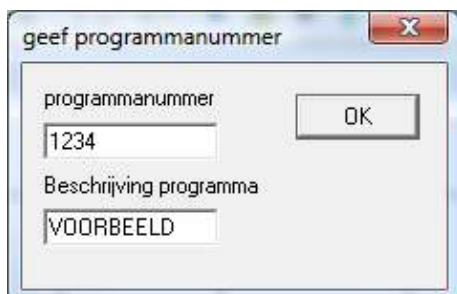 geef programmanummer
programmanummer
OK
1234
Beschrijving programma
VOORBEELD